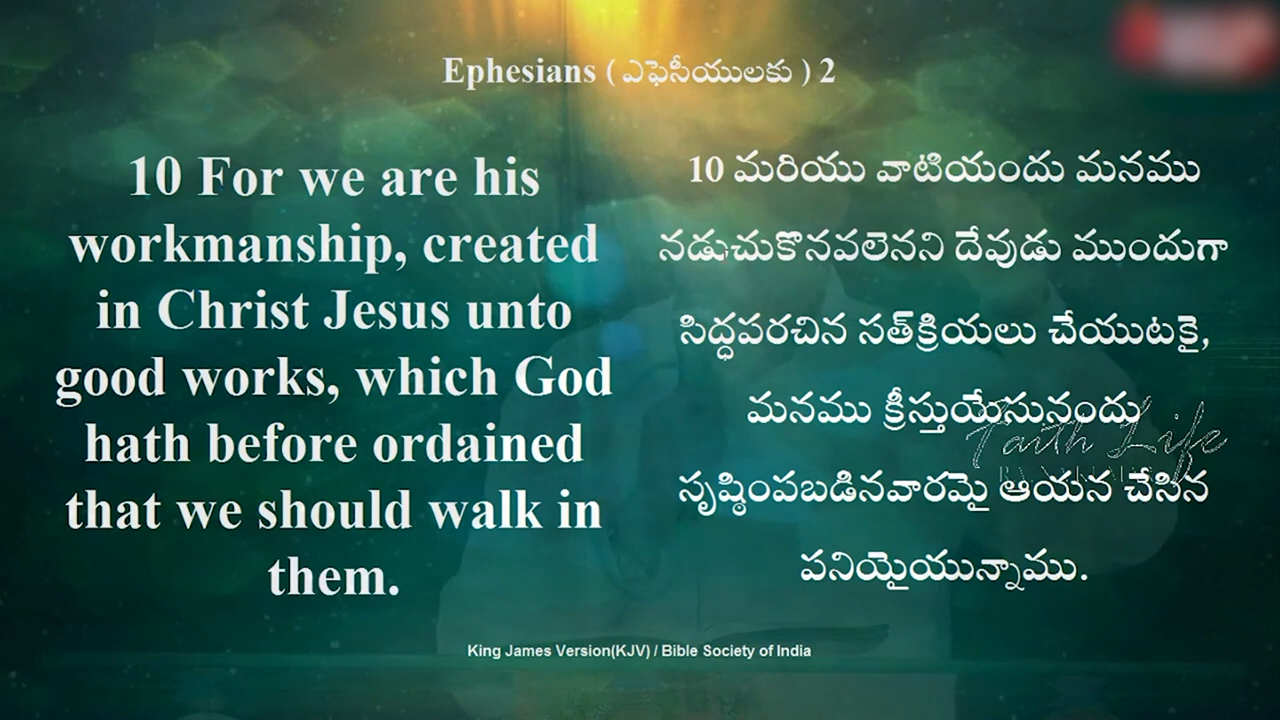 Ephesians ( ఎఫెసీయులకు ) 2
10 For we are his
workmanship, created
in Christ Jesus unto
good works, which God
hath before ordained
that we should walk in
them.
10 మరియు వాటియందు మనము
నడుచుకొనవలెనని దేవుడు ముందుగా
సిద్ధపరచిన సత్‌క్రియలు చేయుటకై,
మనము క్రీస్తుయేసునందు
సృష్ఠింపబడినవారమై ఆయన చేసిన
పనియైయున్నాము.
Faith Life
King James Version(KJV) / Bible Society of India